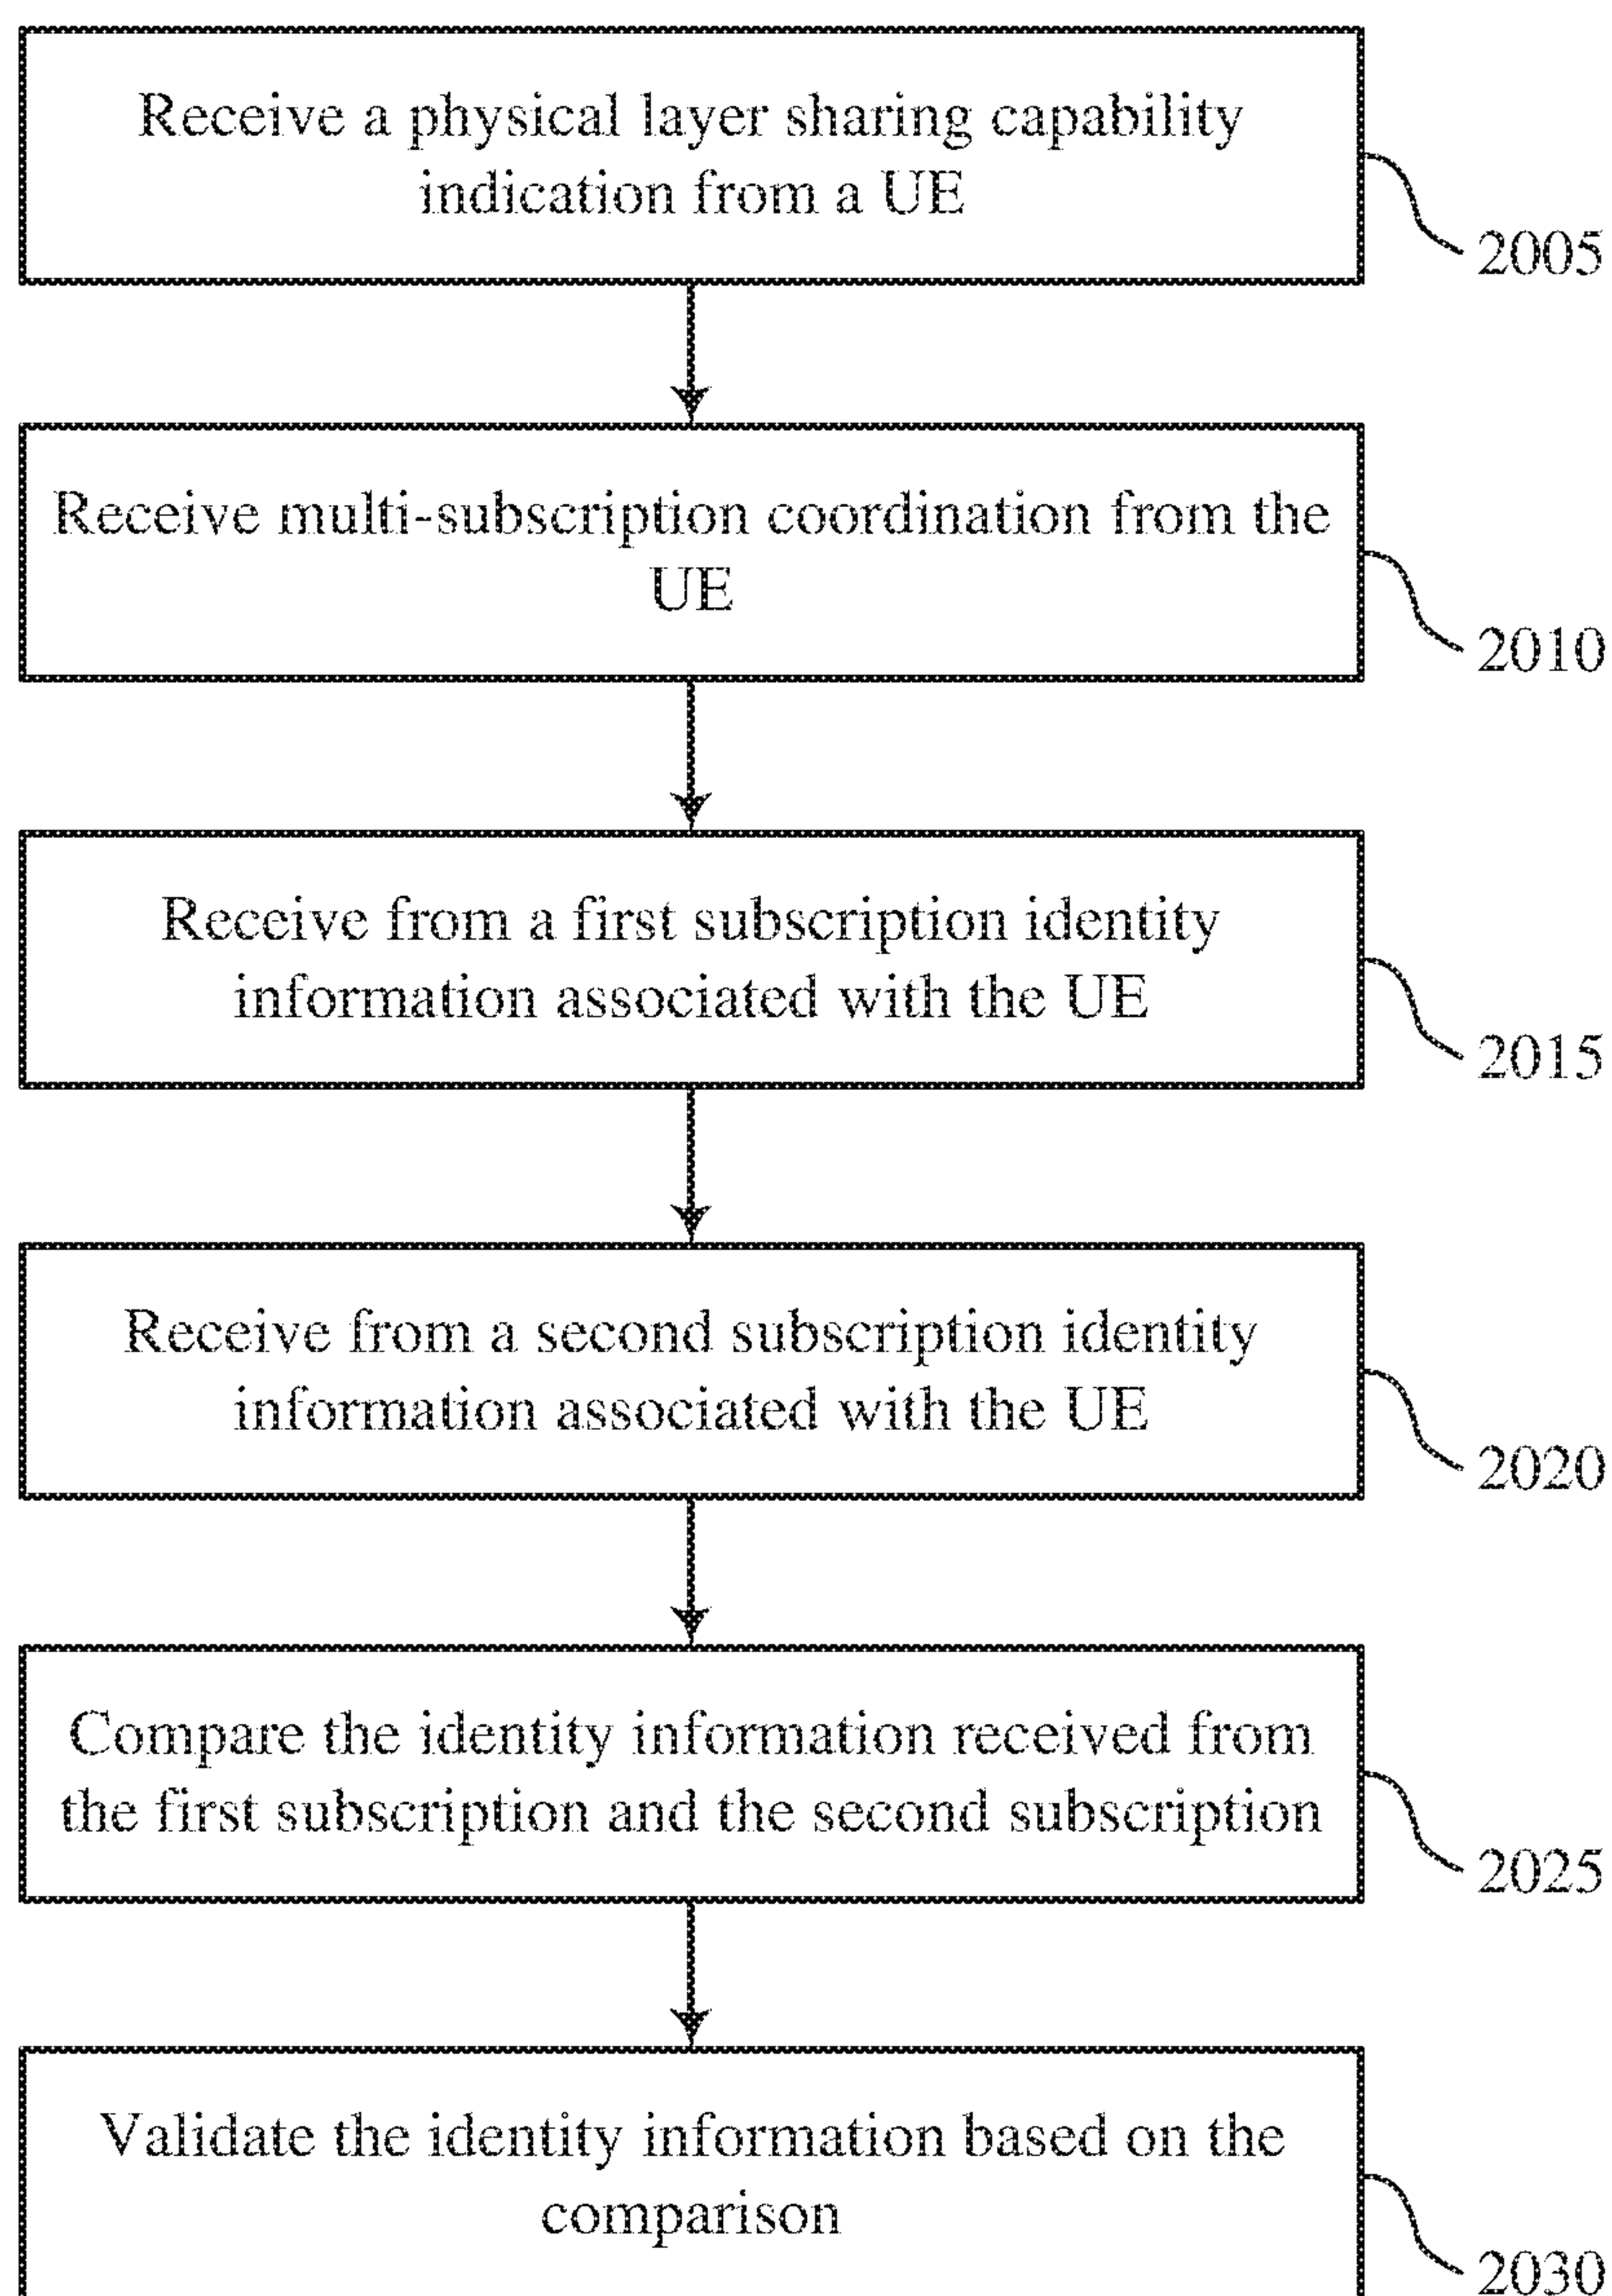 Receive a physical layer sharing capability
indication from a UE
2005
Receive multi-subscription coordination from the
UE
2010
Receive from a first subscription identity
information associated with the UE
2015
Receive from a second subscription identity
information associated with the UE
2020
Compare the identity information received from
the first subscription and the second subscription
2025
Validate the identity information based on the
comparison
2030